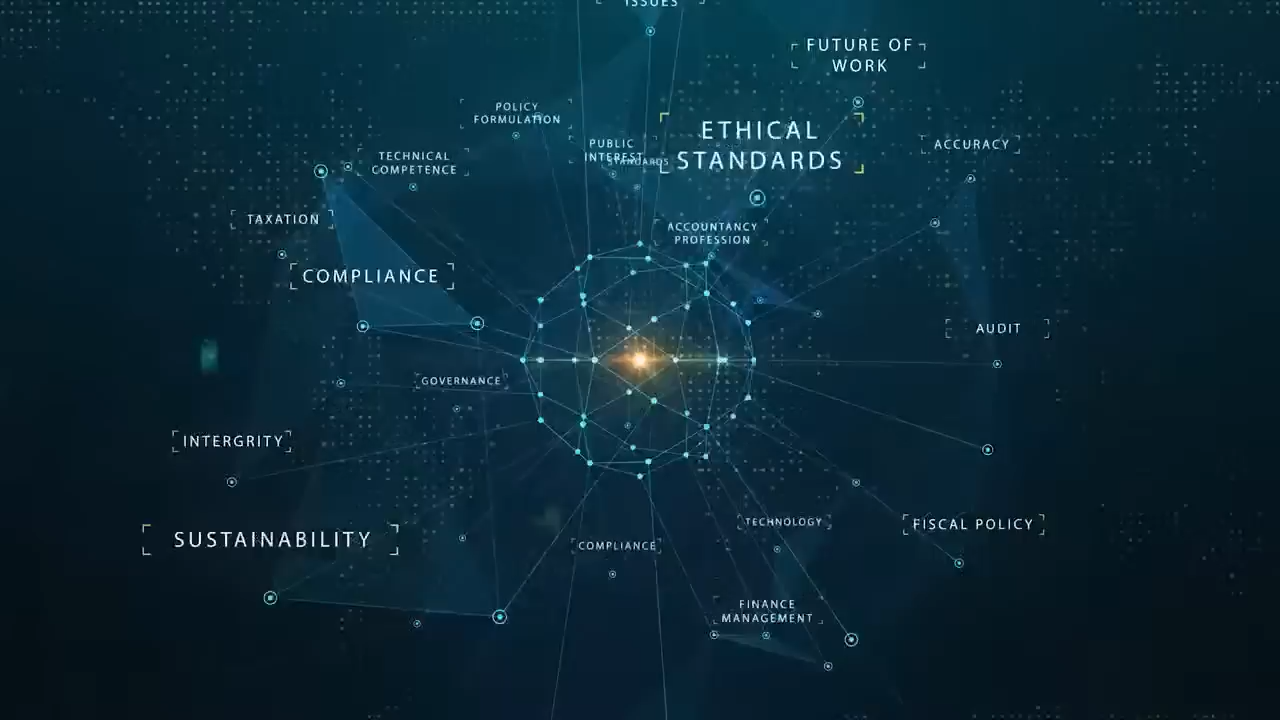 ISSUES
FUTURE OF
WORK
POLICY
FORMULATION
ETHICAL
STANDARDS
PUBLIC
INTEREST
STANDARDS
ACCURACY
TECHNICAL
COMPETENCE
TAXATION
ACCOUNTANCY
PROFESSION
COMPLIANCE
AUDIT
GOVERNANCE
INTERGRITY
SUSTAINABILITY
TECHNOLOGY
FISCAL POLICY
COMPLIANCE
FINANCE
MANAGEMENT